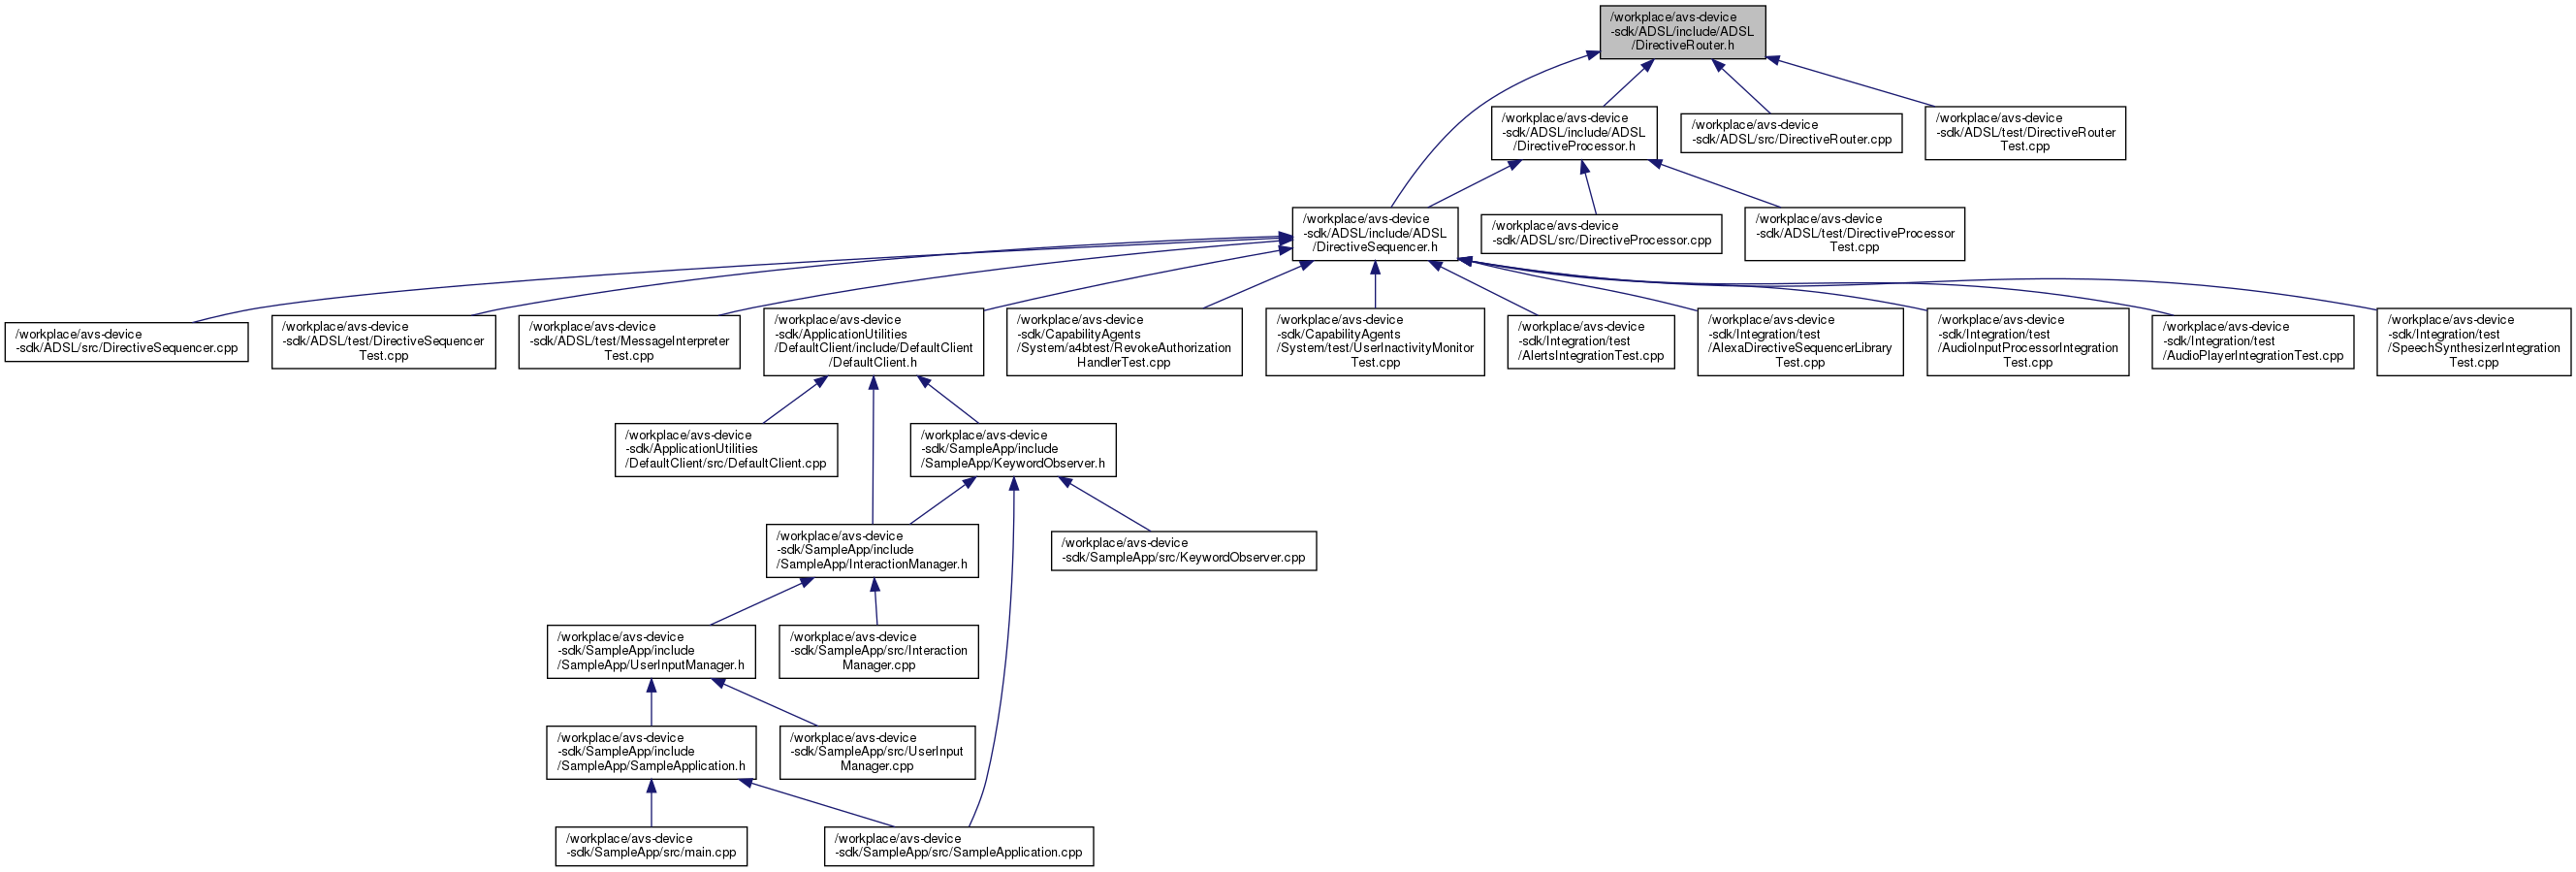 /workplace/avs-device
-sdk/ADSL/include/ADSL
/DirectiveRouter.h
/workplace/avs-device
-sdk/ADSL/include/ADSL
/DirectiveProcessor.h
/workplace/avs-device
-sdk/ADSL/src/DirectiveRouter.cpp
/workplace/avs-device
-sdk/ADSL/test/DirectiveRouter
Test.cpp
/workplace/avs-device
-sdk/ADSL/include/ADSL
/DirectiveSequencer.h
/workplace/avs-device
-sdk/ADSL/src/DirectiveProcessor.cpp
/workplace/avs-device
-sdk/ADSL/test/DirectiveProcessor
Test.cpp
/workplace/avs-device
-sdk/ADSL/src/DirectiveSequencer.cpp
/workplace/avs-device
-sdk/ADSL/test/DirectiveSequencer
Test.cpp
/workplace/avs-device
-sdk/ADSL/test/MessageInterpreter
Test.cpp
/workplace/avs-device
-sdk/ApplicationUtilities
/DefaultClient/include/DefaultClient
/DefaultClient.h
/workplace/avs-device
-sdk/CapabilityAgents
/System/a4btest/RevokeAuthorization
HandlerTest.cpp
/workplace/avs-device
-sdk/CapabilityAgents
/System/test/UserInactivityMonitor
Test.cpp
/workplace/avs-device
-sdk/Integration/test
/AlertsIntegrationTest.cpp
/workplace/avs-device
-sdk/Integration/test
/AlexaDirectiveSequencerLibrary
Test.cpp
/workplace/avs-device
-sdk/Integration/test
/AudioInputProcessorIntegration
Test.cpp
/workplace/avs-device
-sdk/Integration/test
/AudioPlayerIntegrationTest.cpp
/workplace/avs-device
-sdk/Integration/test
/SpeechSynthesizerIntegration
Test.cpp
/workplace/avs-device
-sdk/ApplicationUtilities
/DefaultClient/src/DefaultClient.cpp
/workplace/avs-device
-sdk/SampleApp/include
/SampleApp/KeywordObserver.h
/workplace/avs-device
-sdk/SampleApp/include
/SampleApp/InteractionManager.h
/workplace/avs-device
-sdk/SampleApp/src/KeywordObserver.cpp
/workplace/avs-device
-sdk/SampleApp/include
/SampleApp/UserInputManager.h
/workplace/avs-device
-sdk/SampleApp/src/Interaction
Manager.cpp
/workplace/avs-device
-sdk/SampleApp/include
/SampleApp/SampleApplication.h
/workplace/avs-device
-sdk/SampleApp/src/UserInput
Manager.cpp
/workplace/avs-device
-sdk/SampleApp/src/main.cpp
/workplace/avs-device
-sdk/SampleApp/src/SampleApplication.cpp